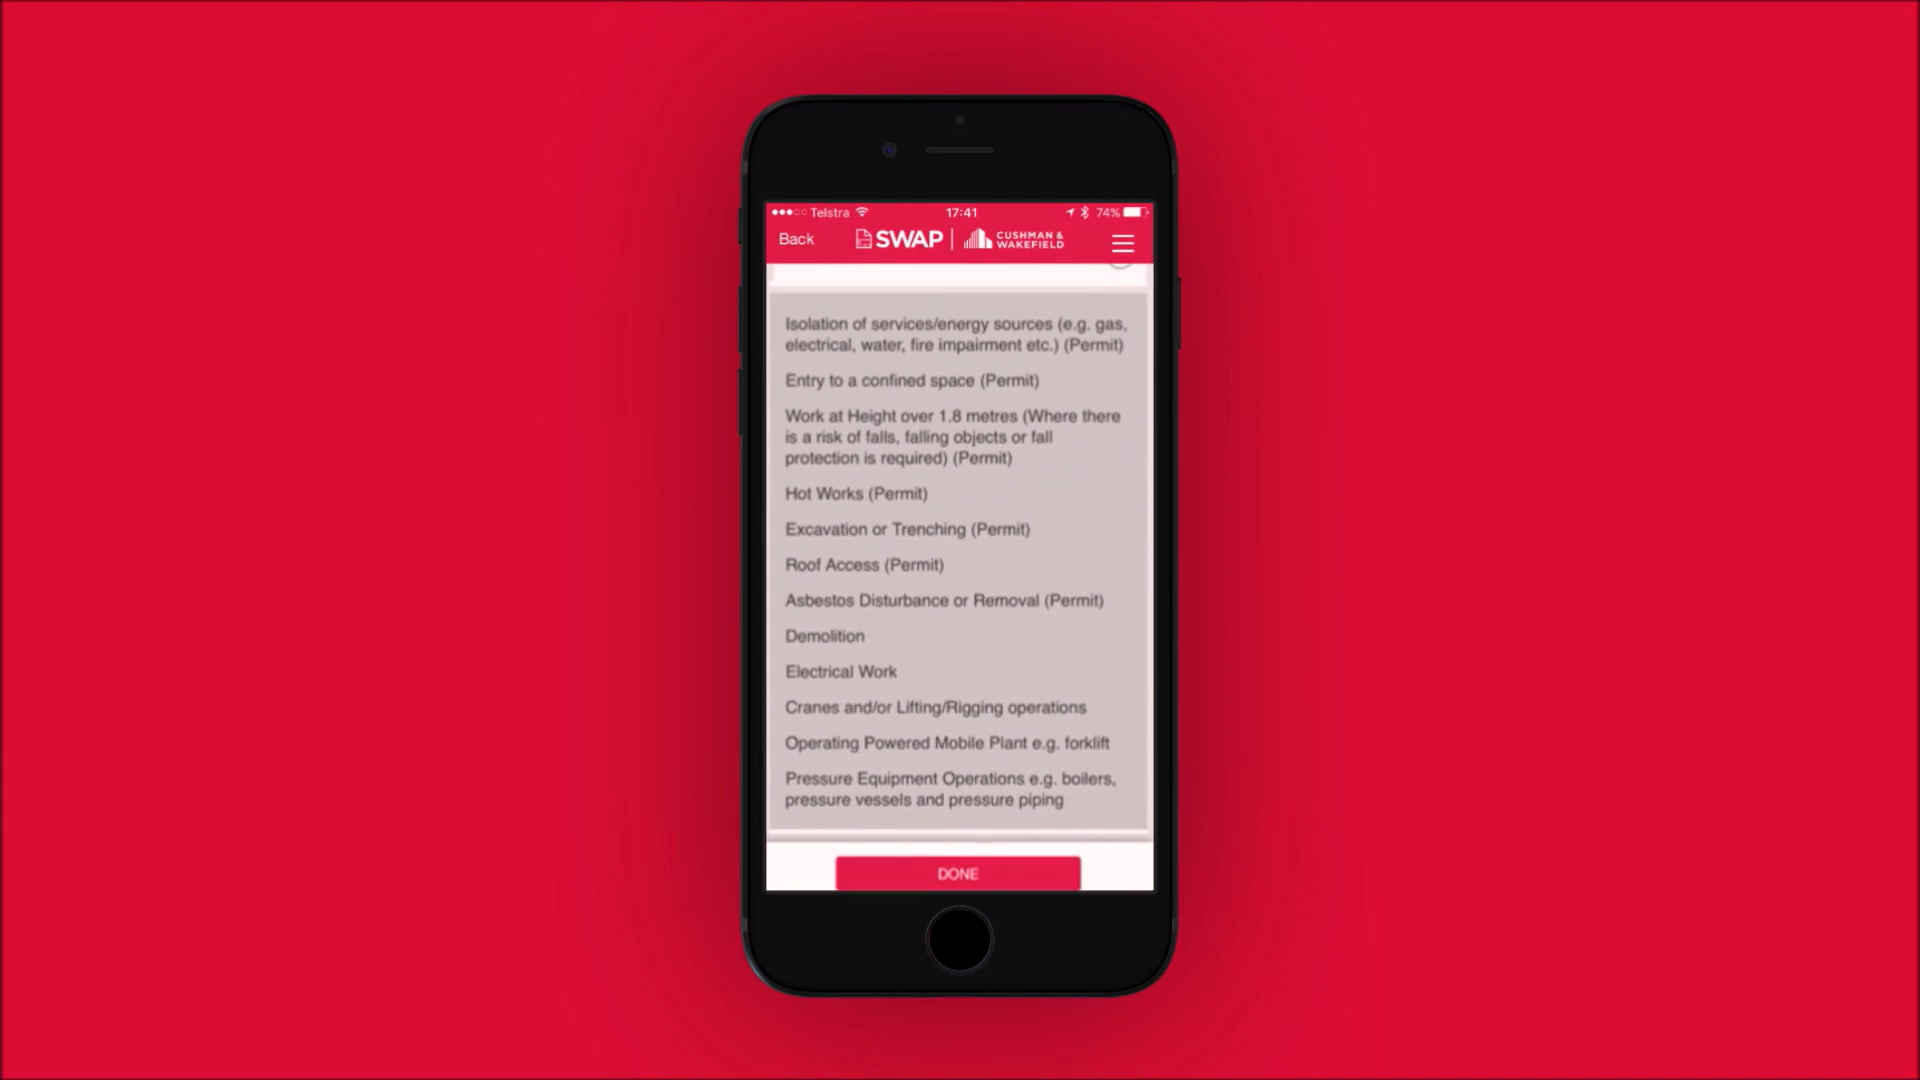 Telstra 17:41 74%
Back SWAP CUSHMAN &
WAKEFIELD
Isolation of services/energy sources (e.g. gas,
electrical, water, fire impairment etc.) (Permit)
Entry to a confined space (Permit)
Work at Height over 1.8 metres (Where there
is a risk of falls, falling objects or fall
protection is required) (Permit)
Hot Works (Permit)
Excavation or Trenching (Permit)
Roof Access (Permit)
Asbestos Disturbance or Removal (Permit)
Demolition
Electrical Work
Cranes and/or Lifting/Rigging operations
Operating Powered Mobile Plant e.g. forklift
Pressure Equipment Operations e.g. boilers,
pressure vessels and pressure piping
DONE